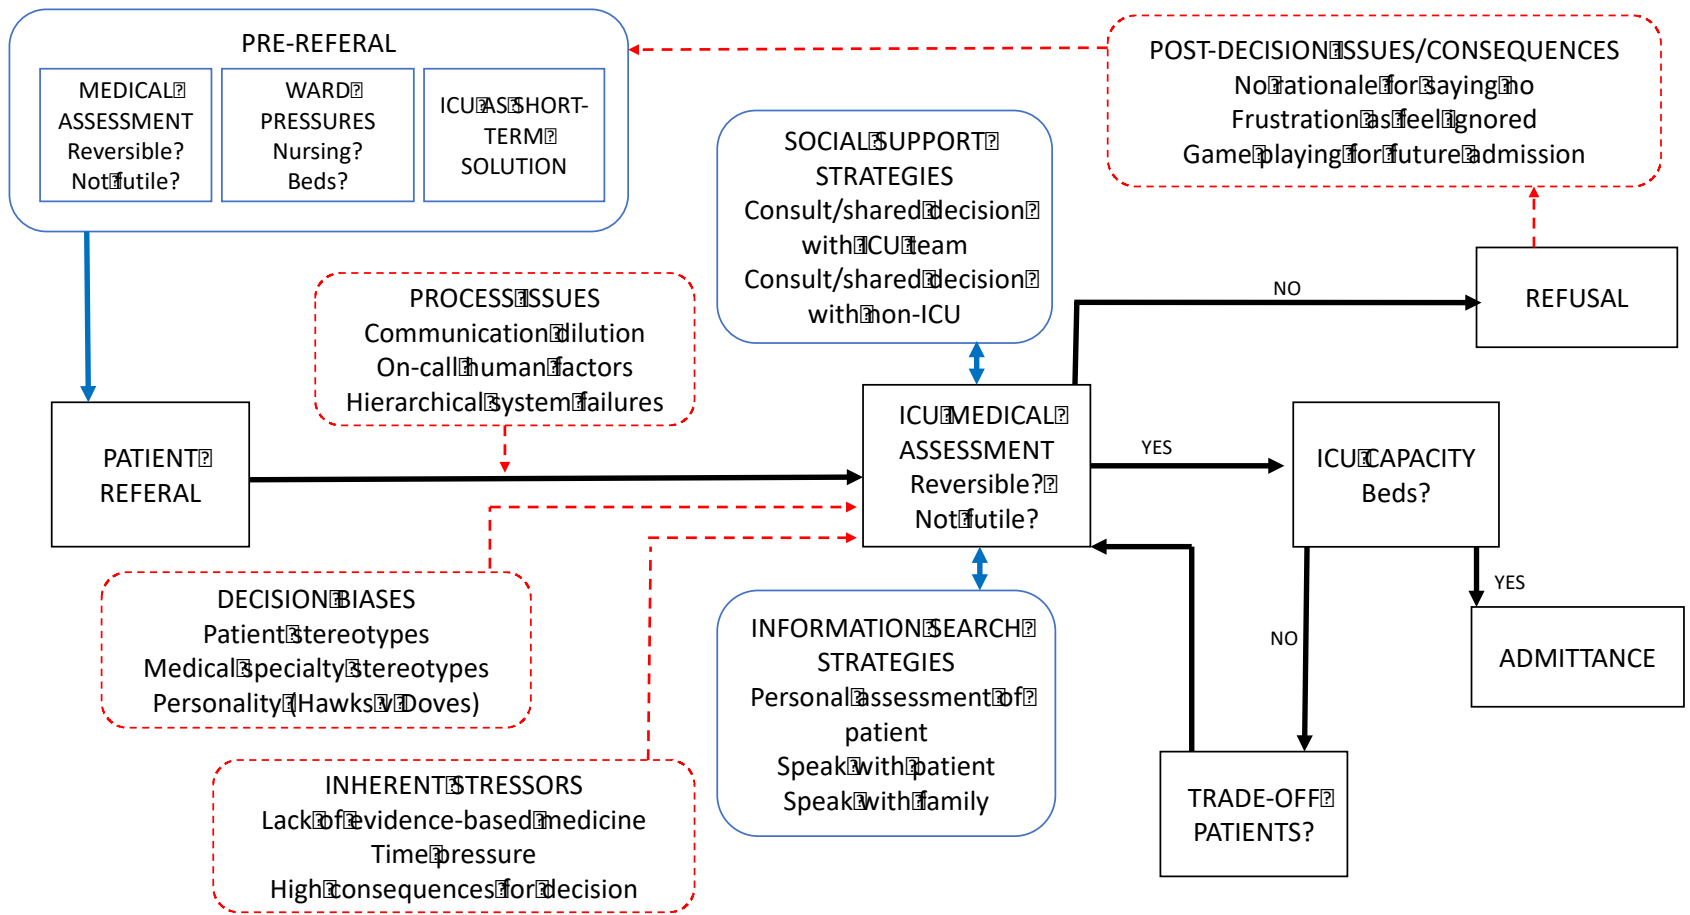 PRE-REFERAL
MEDICAL
ASSESSMENT
Reversible?
Not futile?
WARD
PRESSURES
Nursing?
Beds?
ICU AS SHORT-
TERM
SOLUTION
POST-DECISION ISSUES/CONSEQUENCES
No rationale for saying no
Frustration as feel ignored
Game playing for future admission
SOCIAL SUPPORT
STRATEGIES
Consult/shared decision
with ICU team
Consult/shared decision
with non-ICU
PROCESS ISSUES
Communication dilution
On-call human factors
Hierarchical system failures
NO
REFUSAL
PATIENT
REFERAL
ICU MEDICAL
ASSESSMENT
Reversible?
Not futile?
YES
ICU CAPACITY
Beds?
DECISION BIASES
Patient stereotypes
Medical specialty stereotypes
Personality (Hawks v Doves)
INFORMATION SEARCH
STRATEGIES
Personal assessment of
patient
Speak with patient
Speak with family
NO
YES
ADMITTANCE
INHERENT STRESSORS
Lack of evidence-based medicine
Time pressure
High consequences for decision
TRADE-OFF
PATIENTS?